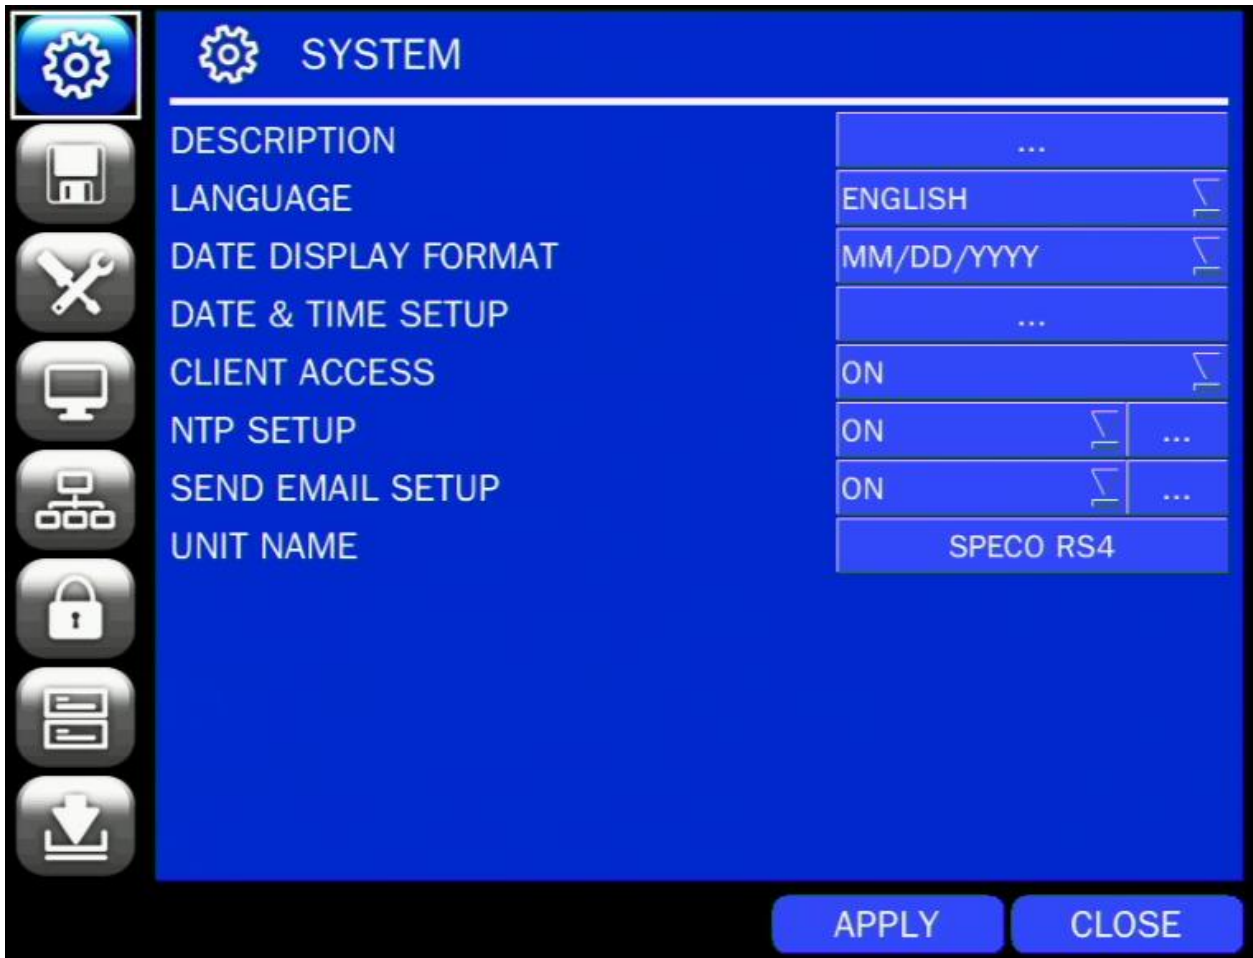 SYSTEM
DESCRIPTION ...
LANGUAGE ENGLISH
DATE DISPLAY FORMAT MM/DD/YYYY
DATE & TIME SETUP ...
CLIENT ACCESS ON
NTP SETUP ON ...
SEND EMAIL SETUP ON ...
UNIT NAME SPECO RS4
APPLY CLOSE